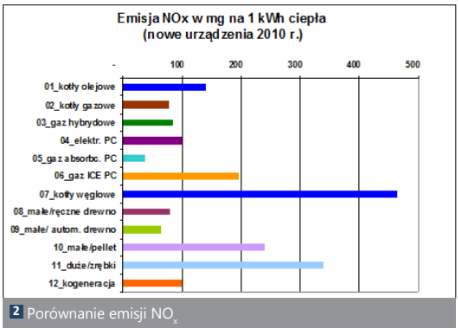 Emisja NOx w mg na 1 kWh ciepła
(nowe urządzenia 2010 r.)
- 100 200 300 400 500
01_kotły olejowe
02_kotły gazowe
03_gaz hybrydowe
04_elektr. PC
05_gaz absorbc. PC
06_gaz ICE PC
07_kotły węglowe
08_małe/ręczne drewno
09_małe/ autom. drewno
10_małe/pellet
11_duże/zrębki
12_kogeneracja
2 Porównanie emisji NOx